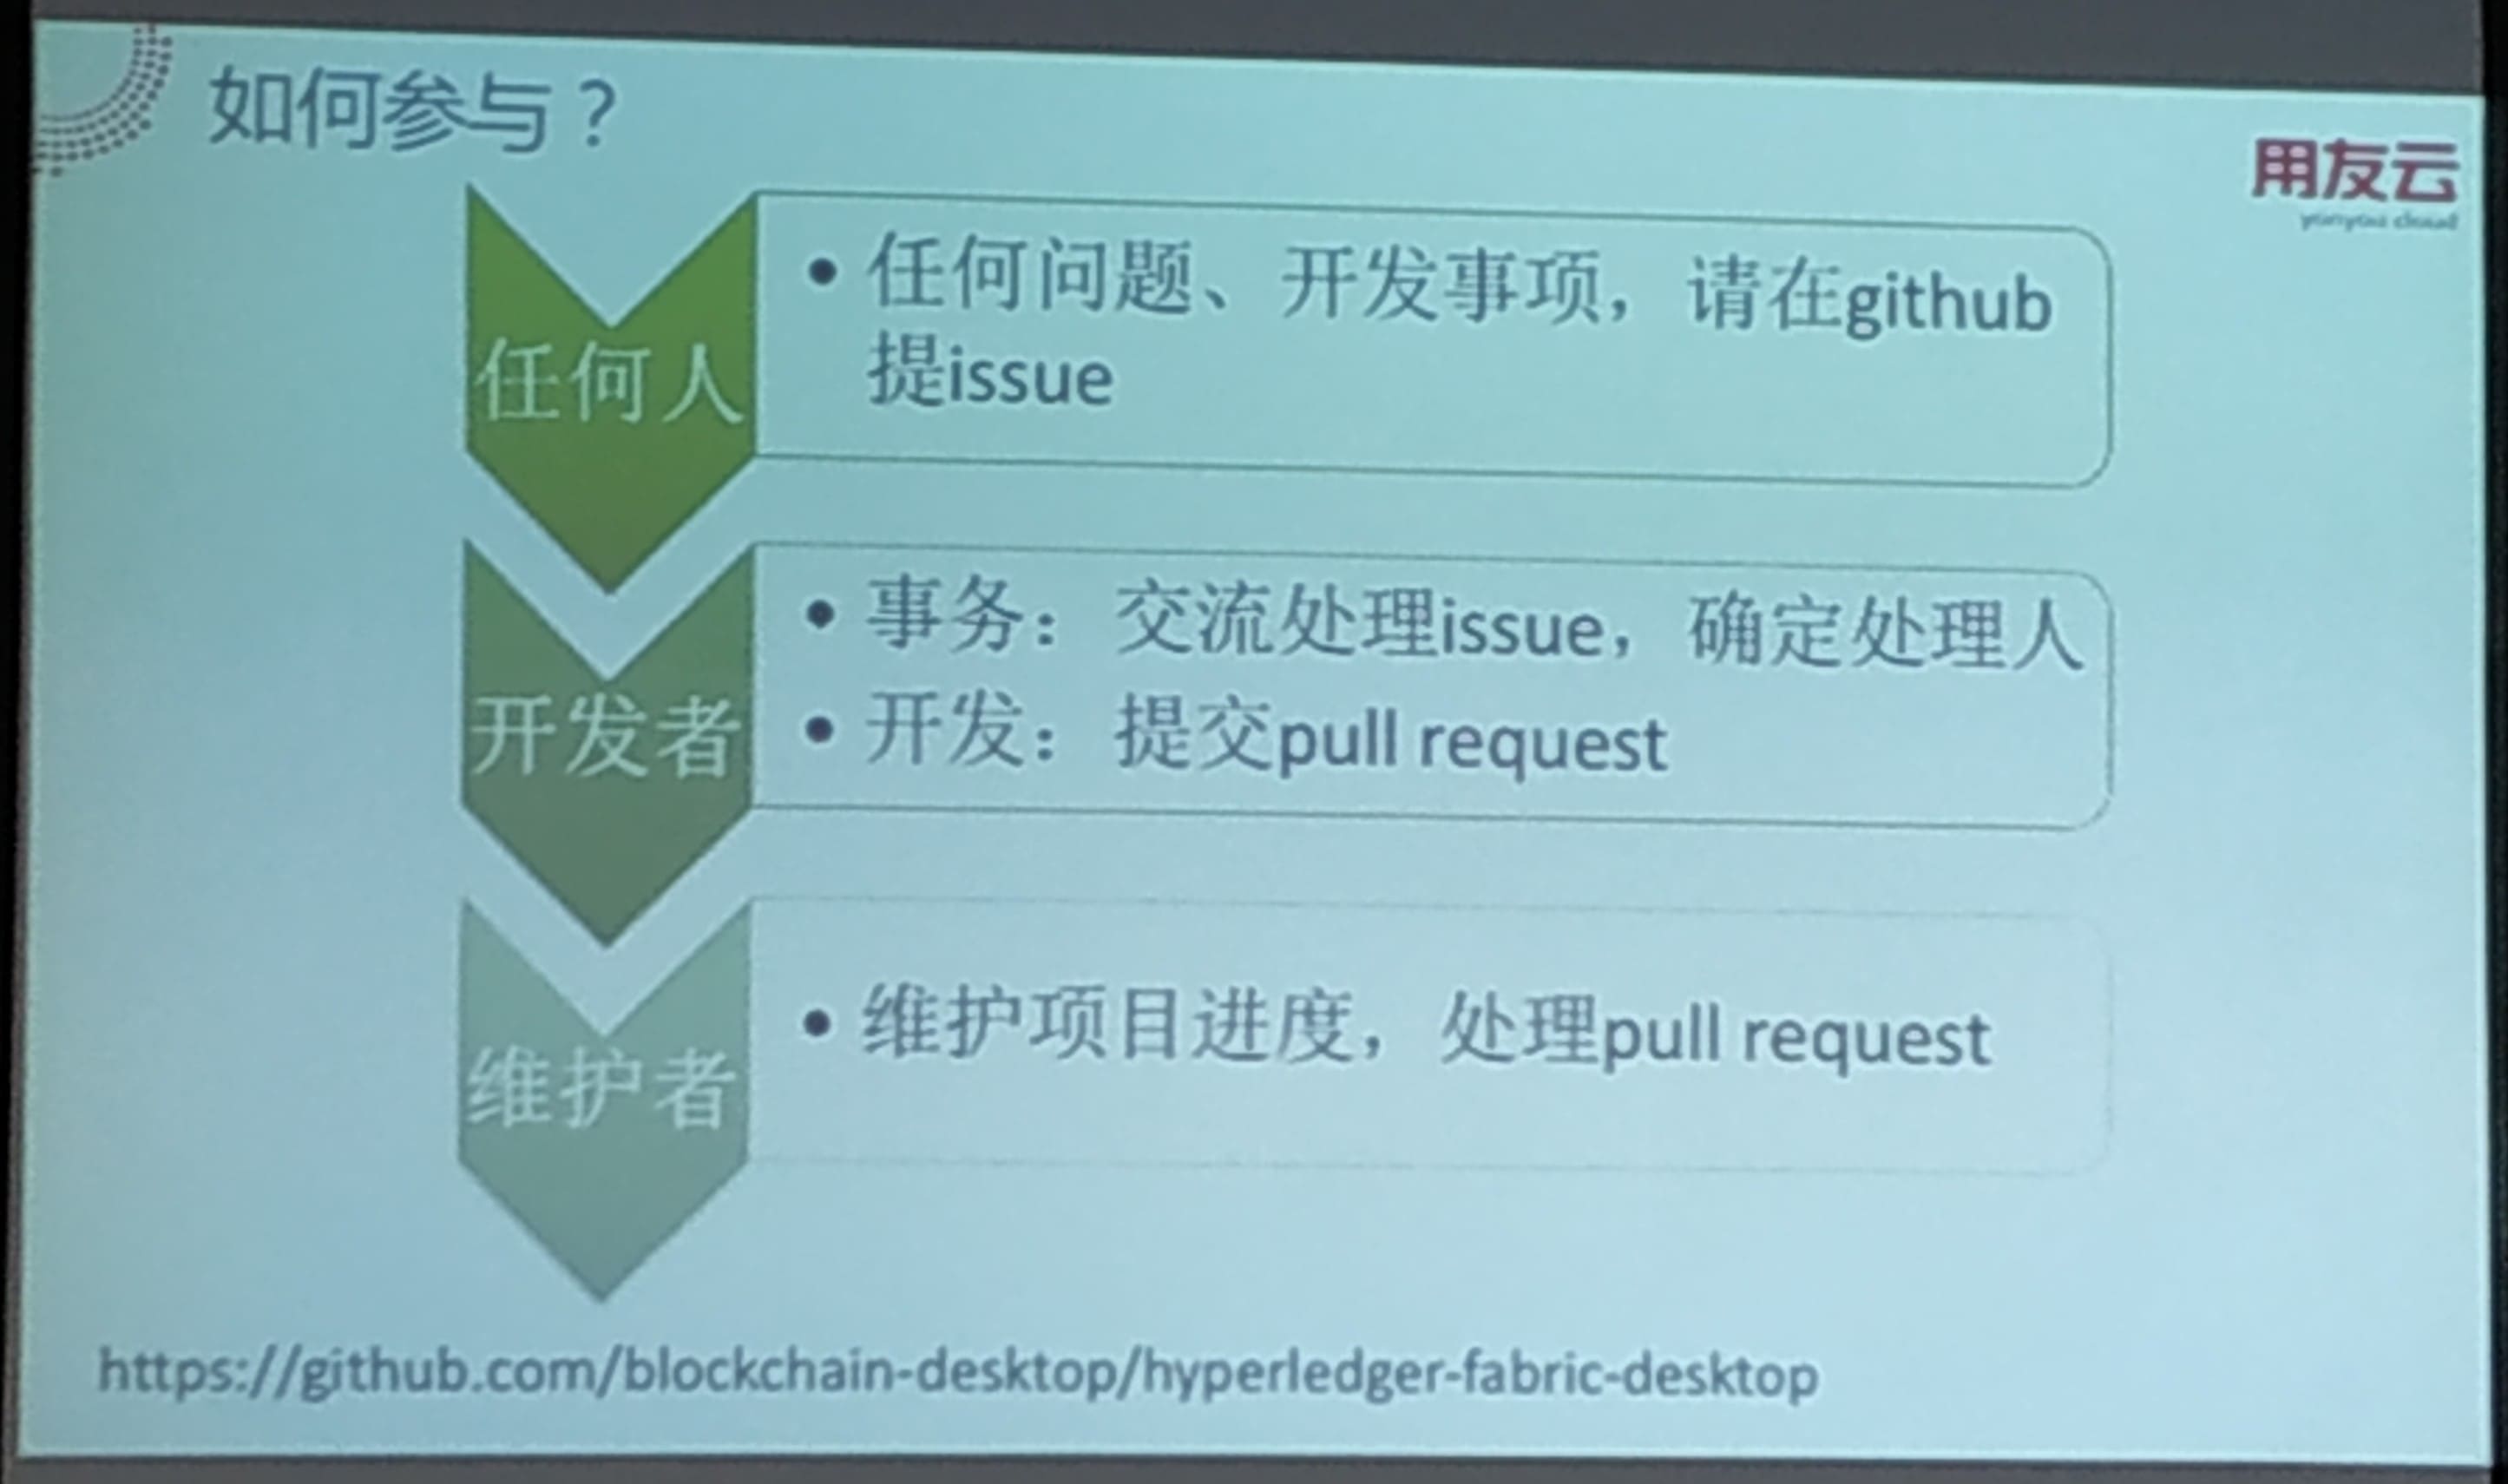 如何参与？
用友云
yonyou cloud
任何人
• 任何问题、开发事项，请在github
提issue
开发者
• 事务：交流处理issue，确定处理人
• 开发：提交pull request
维护者
• 维护项目进度，处理pull request
https://github.com/blockchain-desktop/hyperledger-fabric-desktop